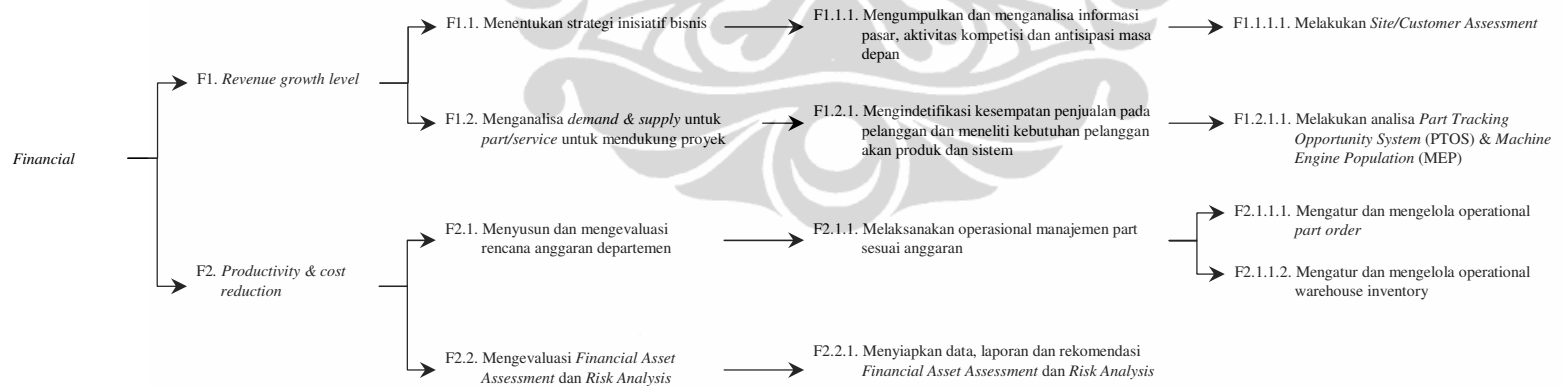 Financial
F1. Revenue growth level
F2. Productivity & cost
reduction
F1.1. Menentukan strategi inisiatif bisnis
F1.2. Menganalisa demand & supply untuk
part/service untuk mendukung proyek
F2.1. Menyusun dan mengevaluasi
rencana anggaran departemen
F2.2. Mengevaluasi Financial Asset
Assessment dan Risk Analysis
F1.1.1. Mengumpulkan dan menganalisa informasi
pasar, aktivitas kompetisi dan antisipasi masa
depan
F1.2.1. Mengindetifikasi kesempatan penjualan pada
pelanggan dan meneliti kebutuhan pelanggan
akan produk dan sistem
F2.1.1. Melaksanakan operasional manajemen part
sesuai anggaran
F2.2.1. Menyiapkan data, laporan dan rekomendasi
Financial Asset Assessment dan Risk Analysis
F1.1.1.1. Melakukan Site/Customer Assessment
F1.2.1.1. Melakukan analisa Part Tracking
Opportunity System (PTOS) & Machine
Engine Population (MEP)
F2.1.1.1. Mengatur dan mengelola operational
part order
F2.1.1.2. Mengatur dan mengelola operational
warehouse inventory